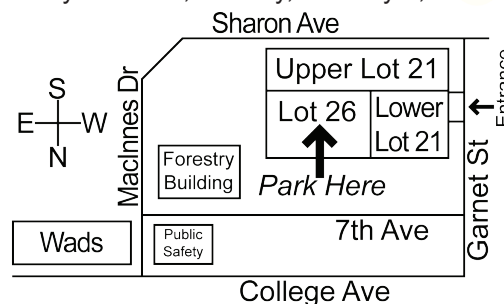 Sharon Ave
Upper Lot 21
S
E
W
N
MacInnes Dr
Lot 26
Lower
Lot 21
Entrance
Garnet St
Forestry
Building
Park Here
7th Ave
Wads
Public
Safety
College Ave